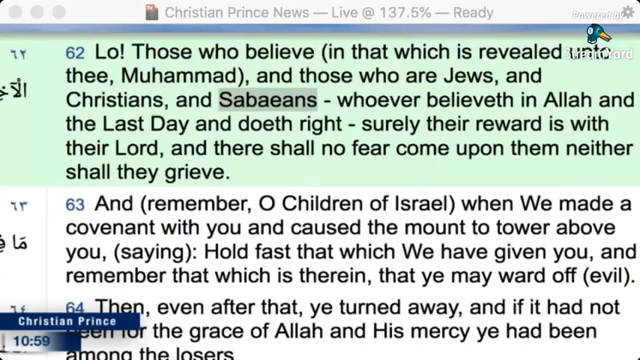 Christian Prince News — Live @ 137.5% — Ready
Powered by
StreamYard
٦٢
62 Lo! Those who believe (in that which is revealed unto
thee, Muhammad), and those who are Jews, and
Christians, and Sabaeans - whoever believeth in Allah and
the Last Day and doeth right - surely their reward is with
their Lord, and there shall no fear come upon them neither
shall they grieve.
٦٣
63 And (remember, O Children of Israel) when We made a
covenant with you and caused the mount to tower above
you, (saying): Hold fast that which We have given you, and
remember that which is therein, that ye may ward off (evil).
٦٤
64 Then, even after that, ye turned away, and if it had not
been for the grace of Allah and His mercy ye had been
among the losers.
Christian Prince
10:59